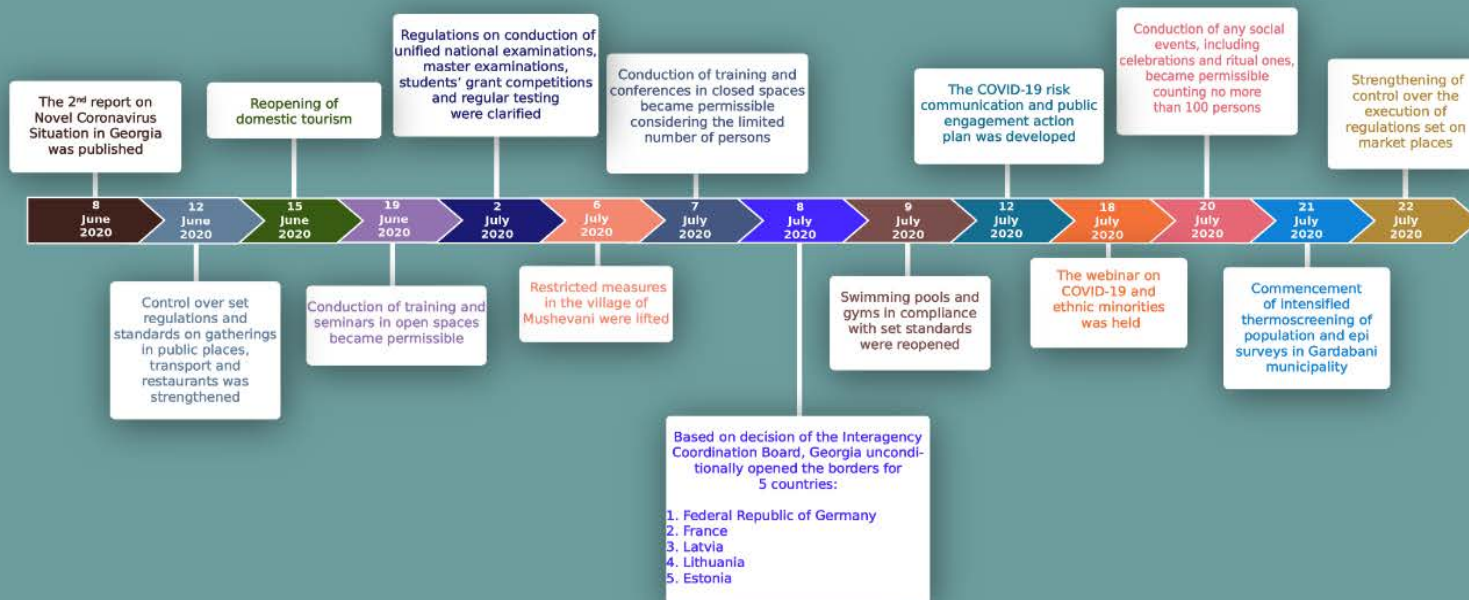 The 2nd report on
Novel Coronavirus
Situation in Georgia
was published
Reopening of
domestic tourism
Regulations on conduction of
unified national examinations,
master examinations,
students' grant competitions
and regular testing
were clarified
Conduction of training and
conferences in closed spaces
became permissible
considering the limited
number of persons
The COVID-19 risk
communication and public
engagement action
plan was developed
Conduction of any social
events, including
celebrations and ritual ones,
became permissible
counting no more
than 100 persons
Strengthening of
control over the
execution of
regulations set on
market places
8
June
2020
12
June
2020
15
June
2020
19
June
2020
2
July
2020
6
July
2020
7
July
2020
8
July
2020
9
July
2020
12
July
2020
18
July
2020
20
July
2020
21
July
2020
22
July
2020
Control over set
regulations and
standards on gatherings
in public places,
transport and
restaurants was
strengthened
Conduction of training and
seminars in open spaces
became permissible
Restricted measures
in the village of
Mushevani were lifted
Based on decision of the Interagency
Coordination Board, Georgia uncondi-
tionally opened the borders for
5 countries:
1. Federal Republic of Germany
2. France
3. Latvia
4. Lithuania
5. Estonia
Swimming pools and
gyms in compliance
with set standards
were reopened
The webinar on
COVID-19 and
ethnic minorities
was held
Commencement
of intensified
thermoscreening of
population and epi
surveys in Gardabani
municipality